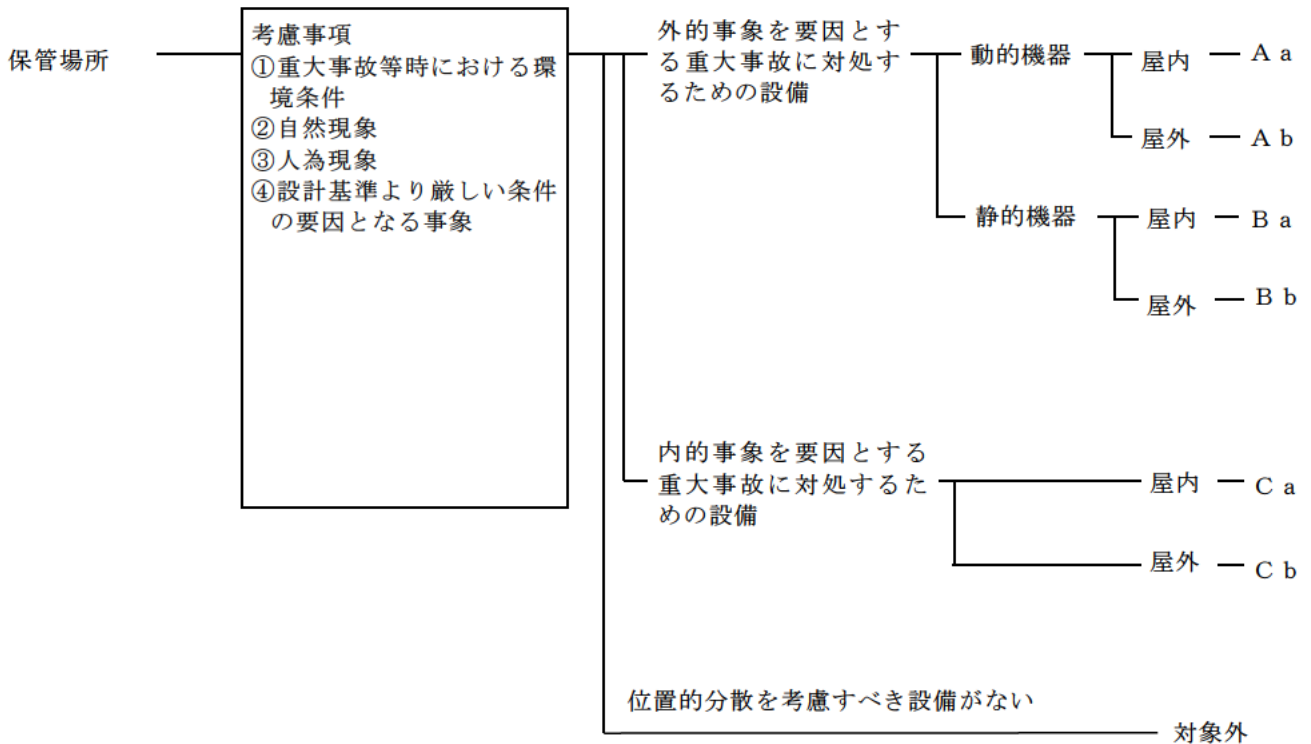 保管場所
考慮事項
①重大事故等時における環
境条件
②自然現象
③人為現象
④設計基準より厳しい条件
の要因となる事象
外的事象を要因とす
る重大事故に対処す
るための設備
動的機器
屋内
Ａａ
屋外
Ａｂ
静的機器
屋内
Ｂａ
屋外
Ｂｂ
内的事象を要因とする
重大事故に対処するた
めの設備
屋内
Ｃａ
屋外
Ｃｂ
位置的分散を考慮すべき設備がない
対象外